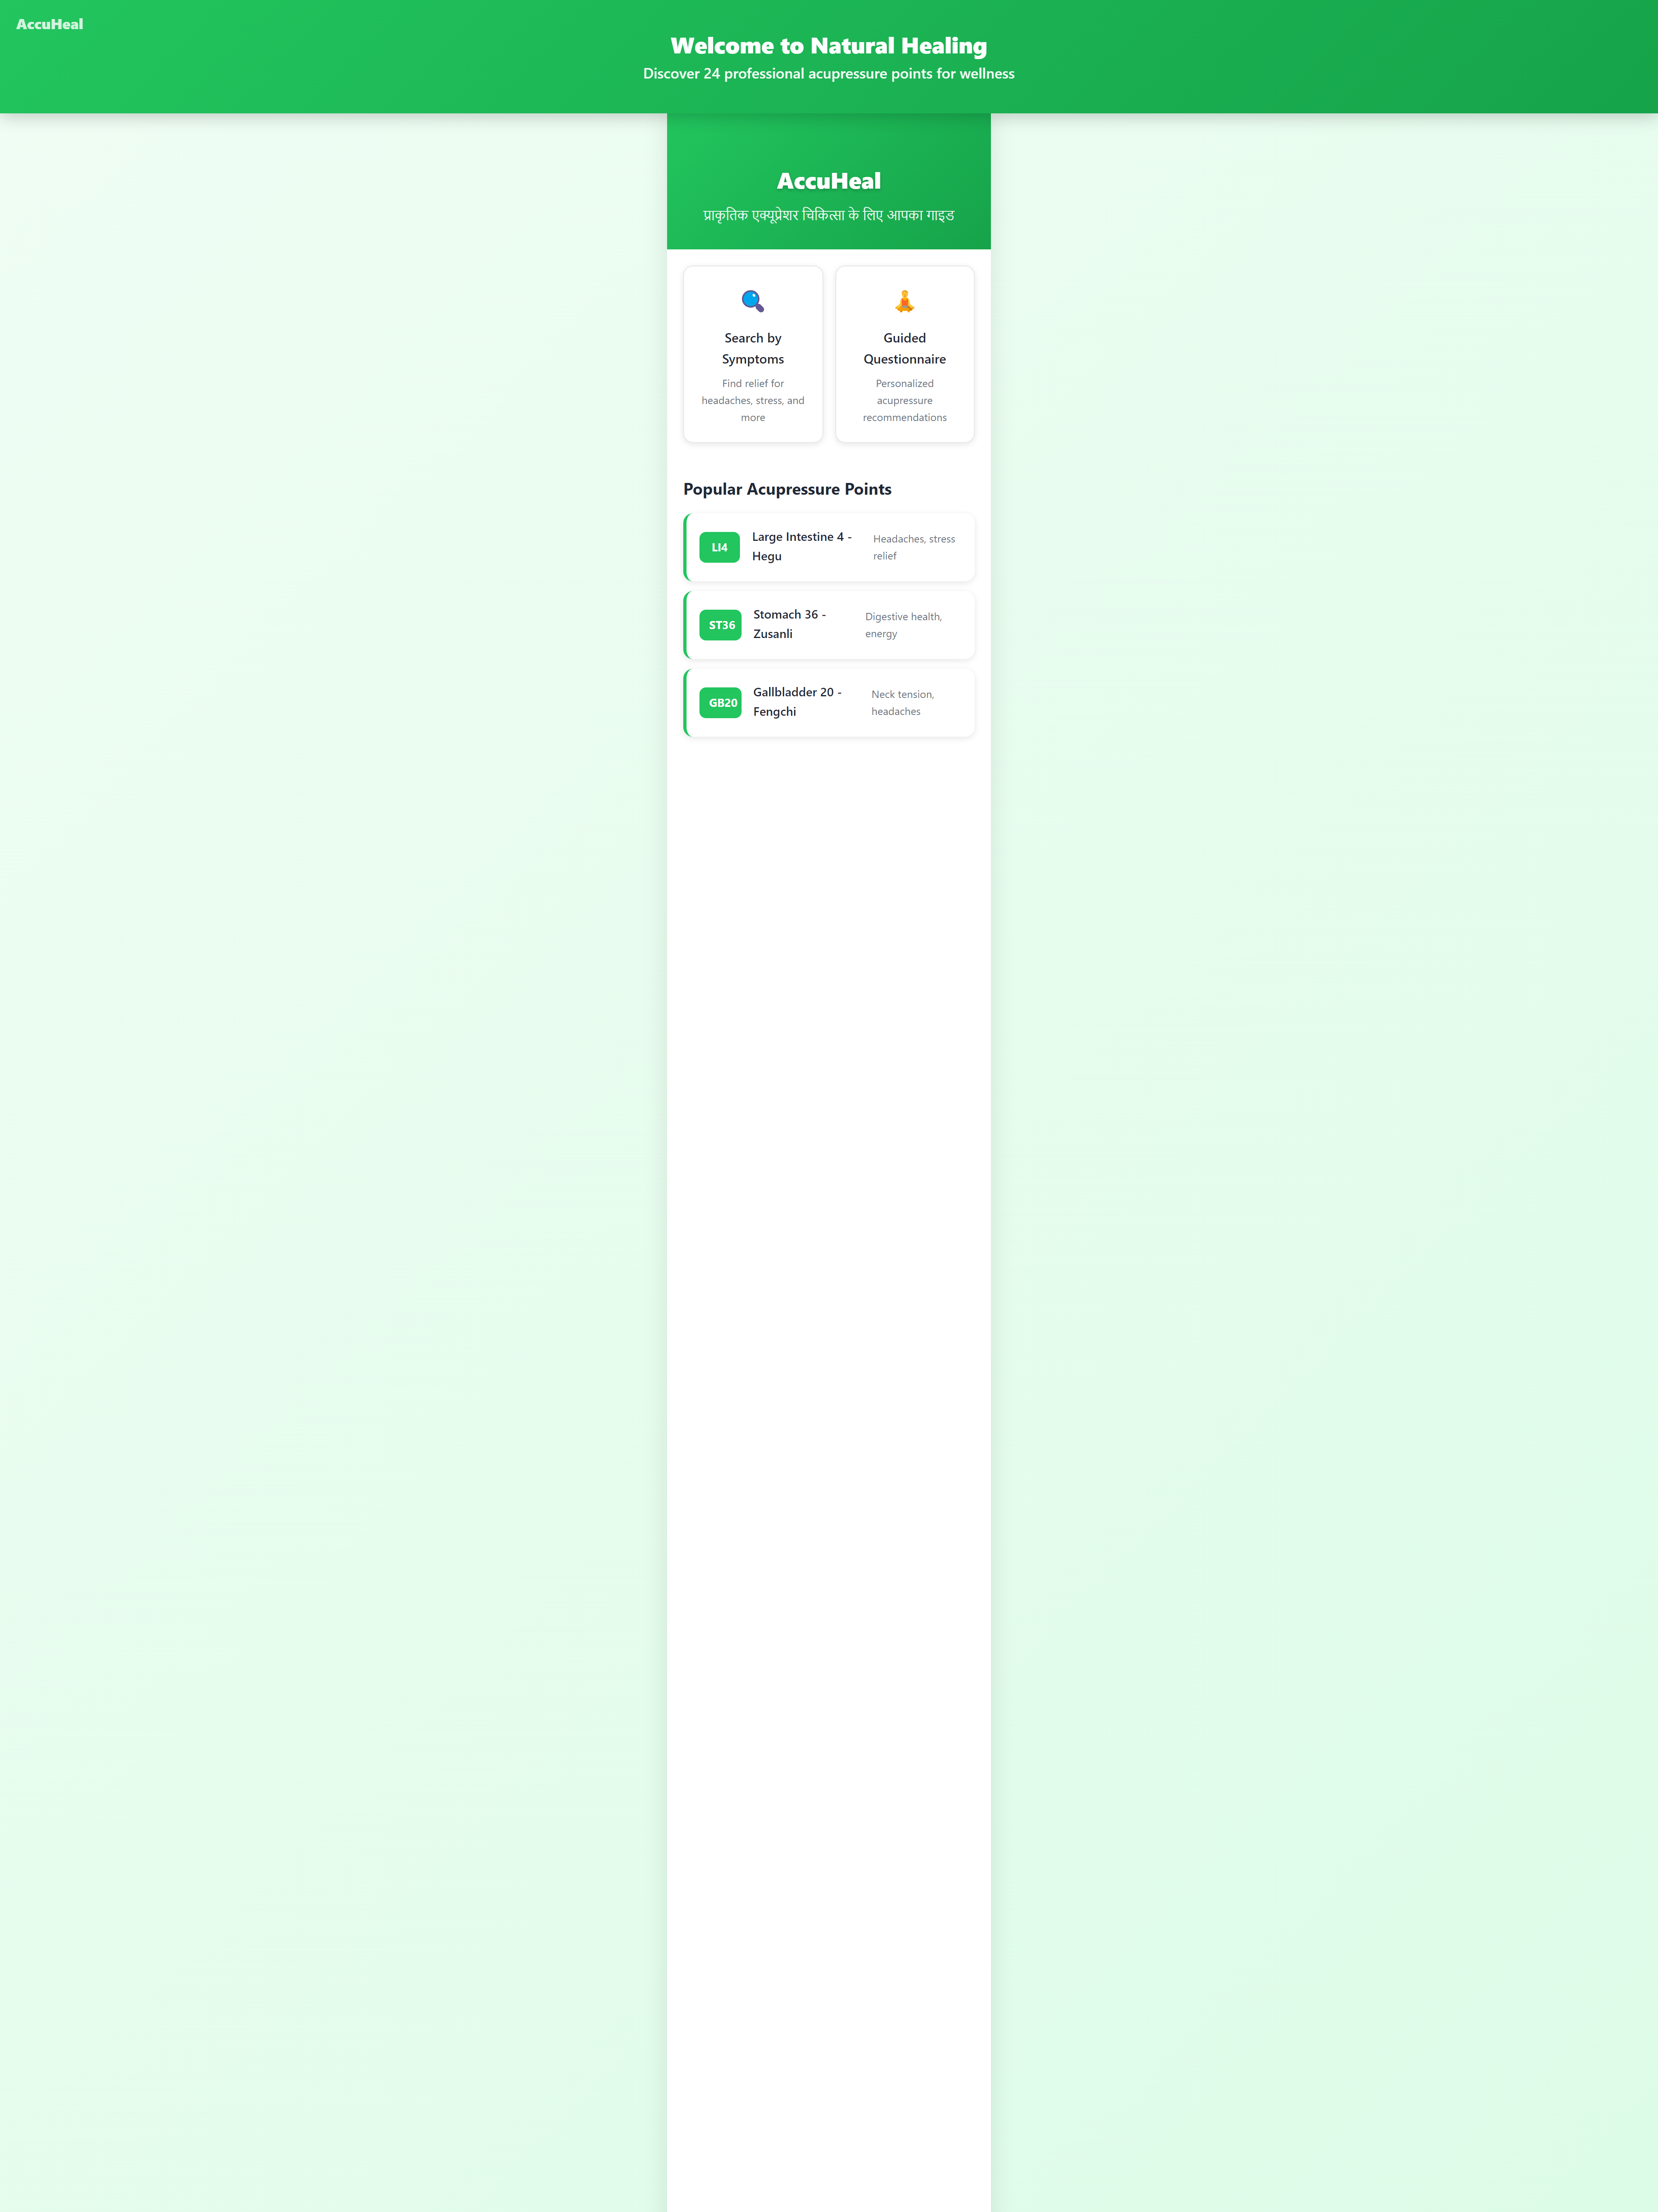 AccuHeal
Welcome to Natural Healing
Discover 24 professional acupressure points for wellness
AccuHeal
प्राकृतिक एक्यूप्रेशर चिकित्सा के लिए आपका गाइड
Search by
Symptoms
Find relief for
headaches, stress, and
more
Guided
Questionnaire
Personalized
acupressure
recommendations
Popular Acupressure Points
LI4
Large Intestine 4 -
Hegu
Headaches, stress
relief
ST36
Stomach 36 -
Zusanli
Digestive health,
energy
GB20
Gallbladder 20 -
Fengchi
Neck tension,
headaches